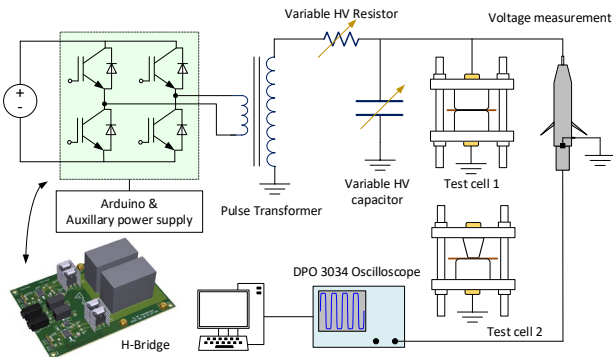 Variable HV Resistor
Voltage measurement
+
-
Arduino &
Auxillary power supply
Pulse Transformer
Variable HV
capacitor
Test cell 1
DPO 3034 Oscilloscope
H-Bridge
Test cell 2